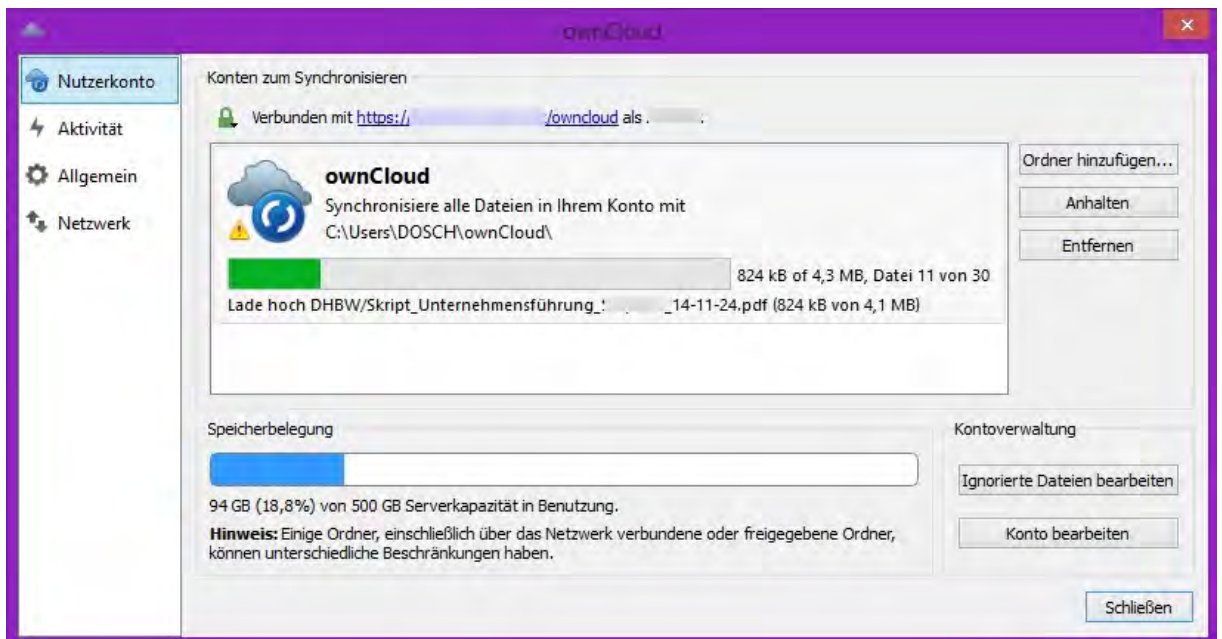 ownCloud
Nutzerkonto
Aktivität
Allgemein
Netzwerk
Konten zum Synchronisieren
Verbunden mit https:// /owncloud als .
ownCloud
Synchronisiere alle Dateien in Ihrem Konto mit
C:\Users\DOSCH\ownCloud\
824 kB of 4,3 MB, Datei 11 von 30
Lade hoch DHBW/Skript_Unternehmensführung_ _14-11-24.pdf (824 kB von 4,1 MB)
Ordner hinzufügen...
Anhalten
Entfernen
Speicherbelegung
94 GB (18,8%) von 500 GB Serverkapazität in Benutzung.
Hinweis: Einige Ordner, einschließlich über das Netzwerk verbundene oder freigegebene Ordner,
können unterschiedliche Beschränkungen haben.
Kontoverwaltung
Ignorierte Dateien bearbeiten
Konto bearbeiten
Schließen